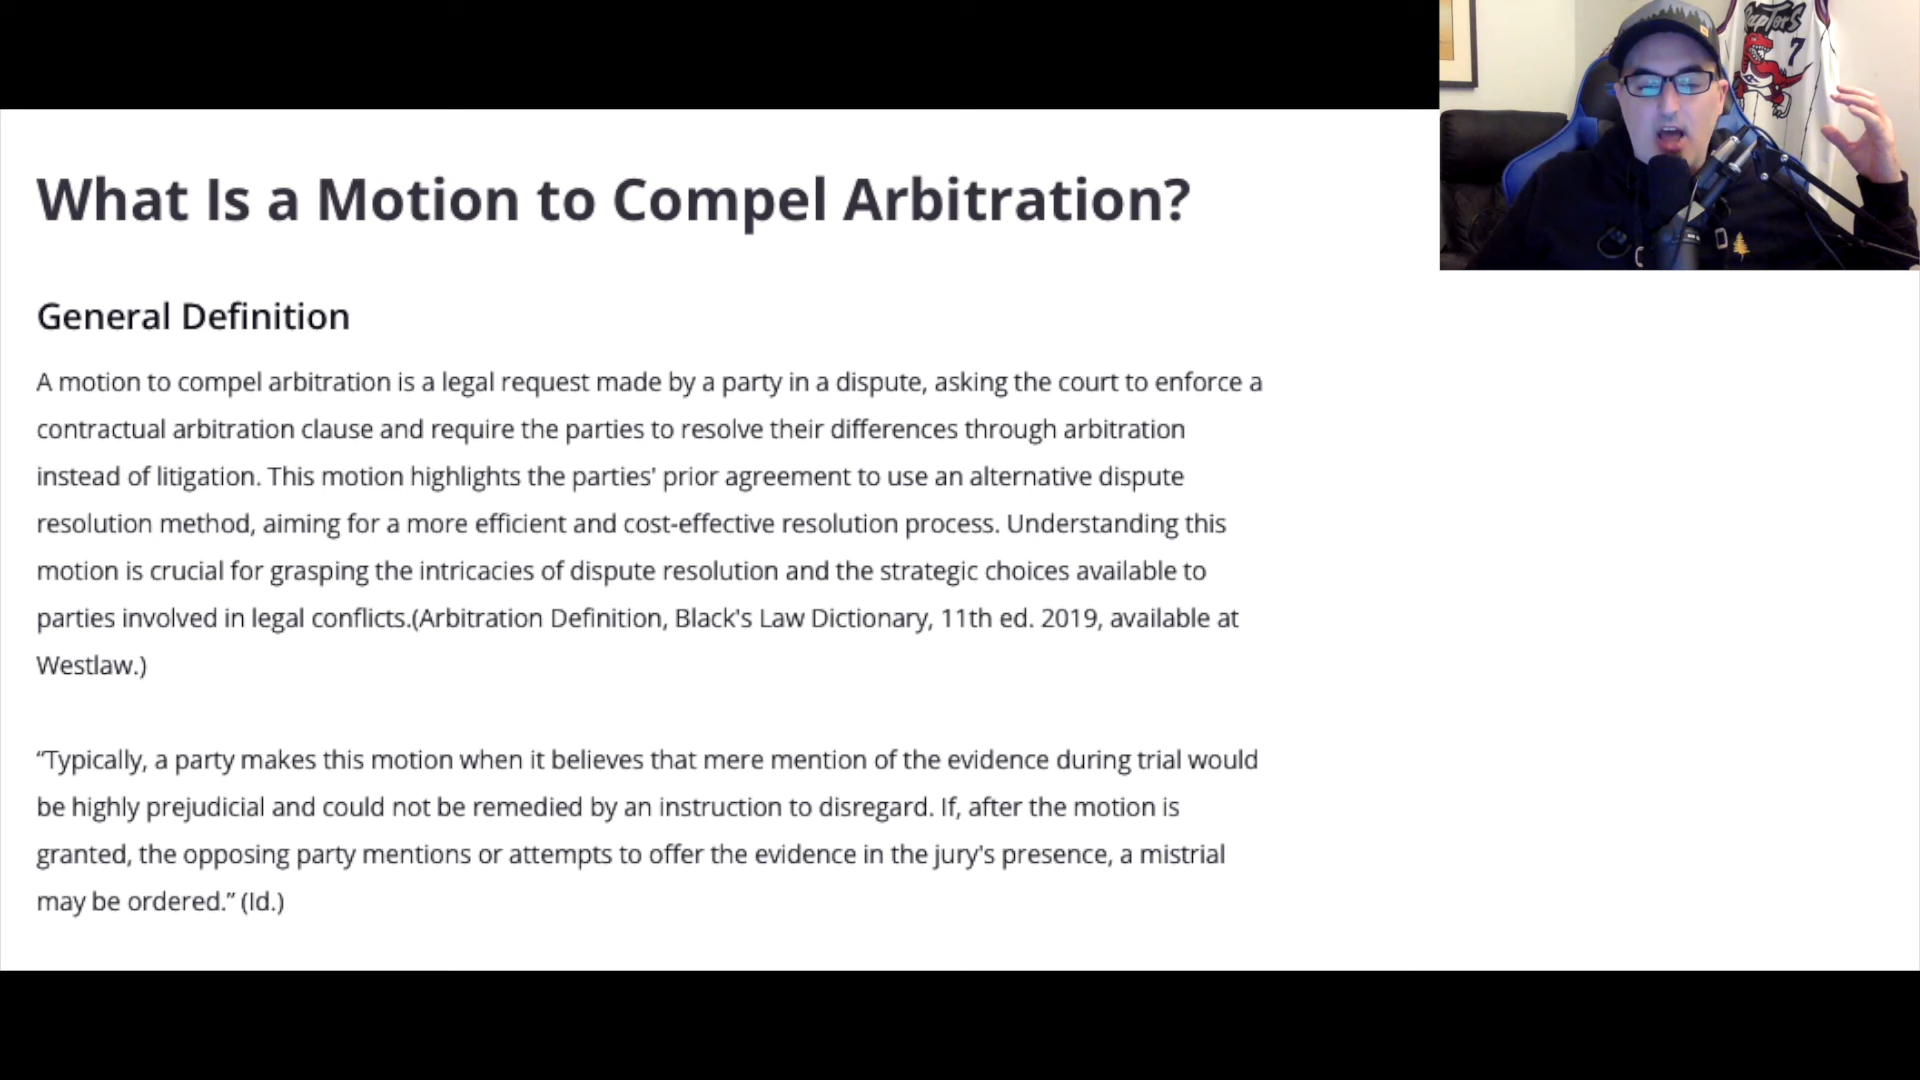 What Is a Motion to Compel Arbitration?
General Definition
A motion to compel arbitration is a legal request made by a party in a dispute, asking the court to enforce a
contractual arbitration clause and require the parties to resolve their differences through arbitration
instead of litigation. This motion highlights the parties' prior agreement to use an alternative dispute
resolution method, aiming for a more efficient and cost-effective resolution process. Understanding this
motion is crucial for grasping the intricacies of dispute resolution and the strategic choices available to
parties involved in legal conflicts.(Arbitration Definition, Black's Law Dictionary, 11th ed. 2019, available at
Westlaw.)
“Typically, a party makes this motion when it believes that mere mention of the evidence during trial would
be highly prejudicial and could not be remedied by an instruction to disregard. If, after the motion is
granted, the opposing party mentions or attempts to offer the evidence in the jury's presence, a mistrial
may be ordered.” (Id.)
RAPTORS
7